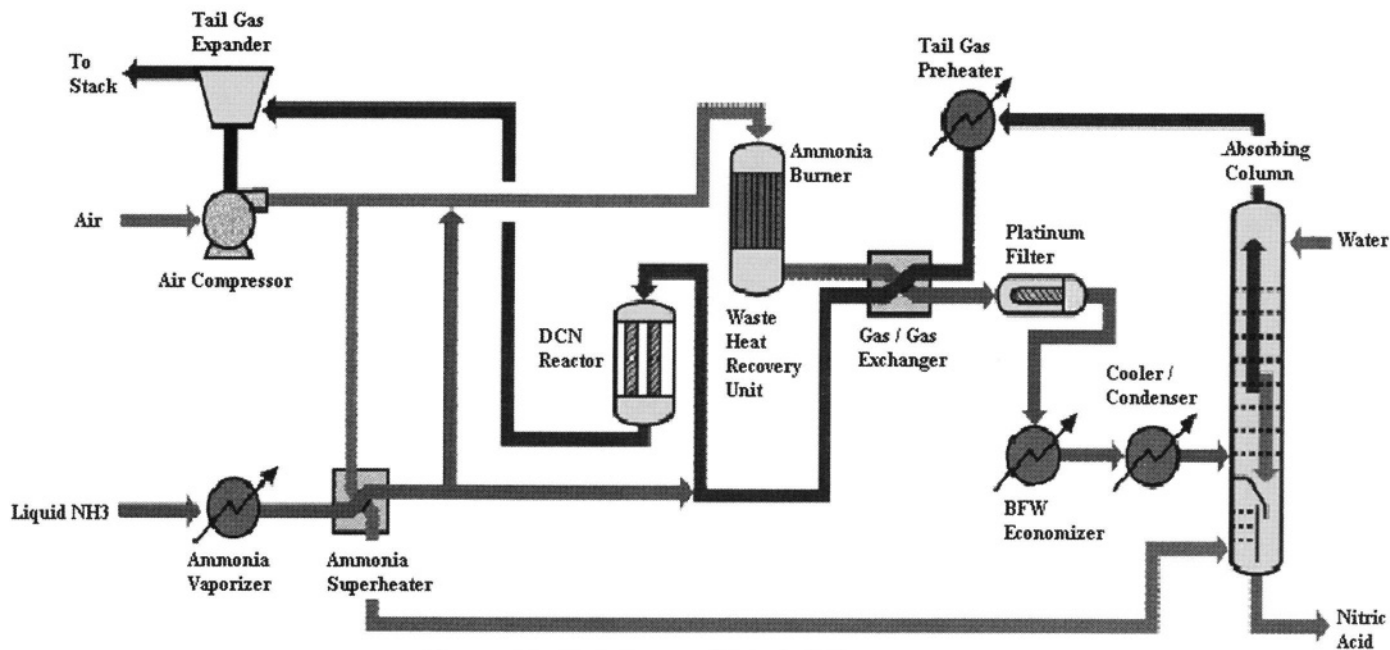 Tail Gas
Expander
To
Stack
Tail Gas
Preheater
Ammonia
Burner
Absorbing
Column
Air
Air Compressor
Platinum
Filter
Water
DCN
Reactor
Waste
Heat
Recovery
Unit
Gas / Gas
Exchanger
Cooler /
Condenser
Liquid NH3
BFW
Economizer
Ammonia
Vaporizer
Ammonia
Superheater
Nitric
Acid